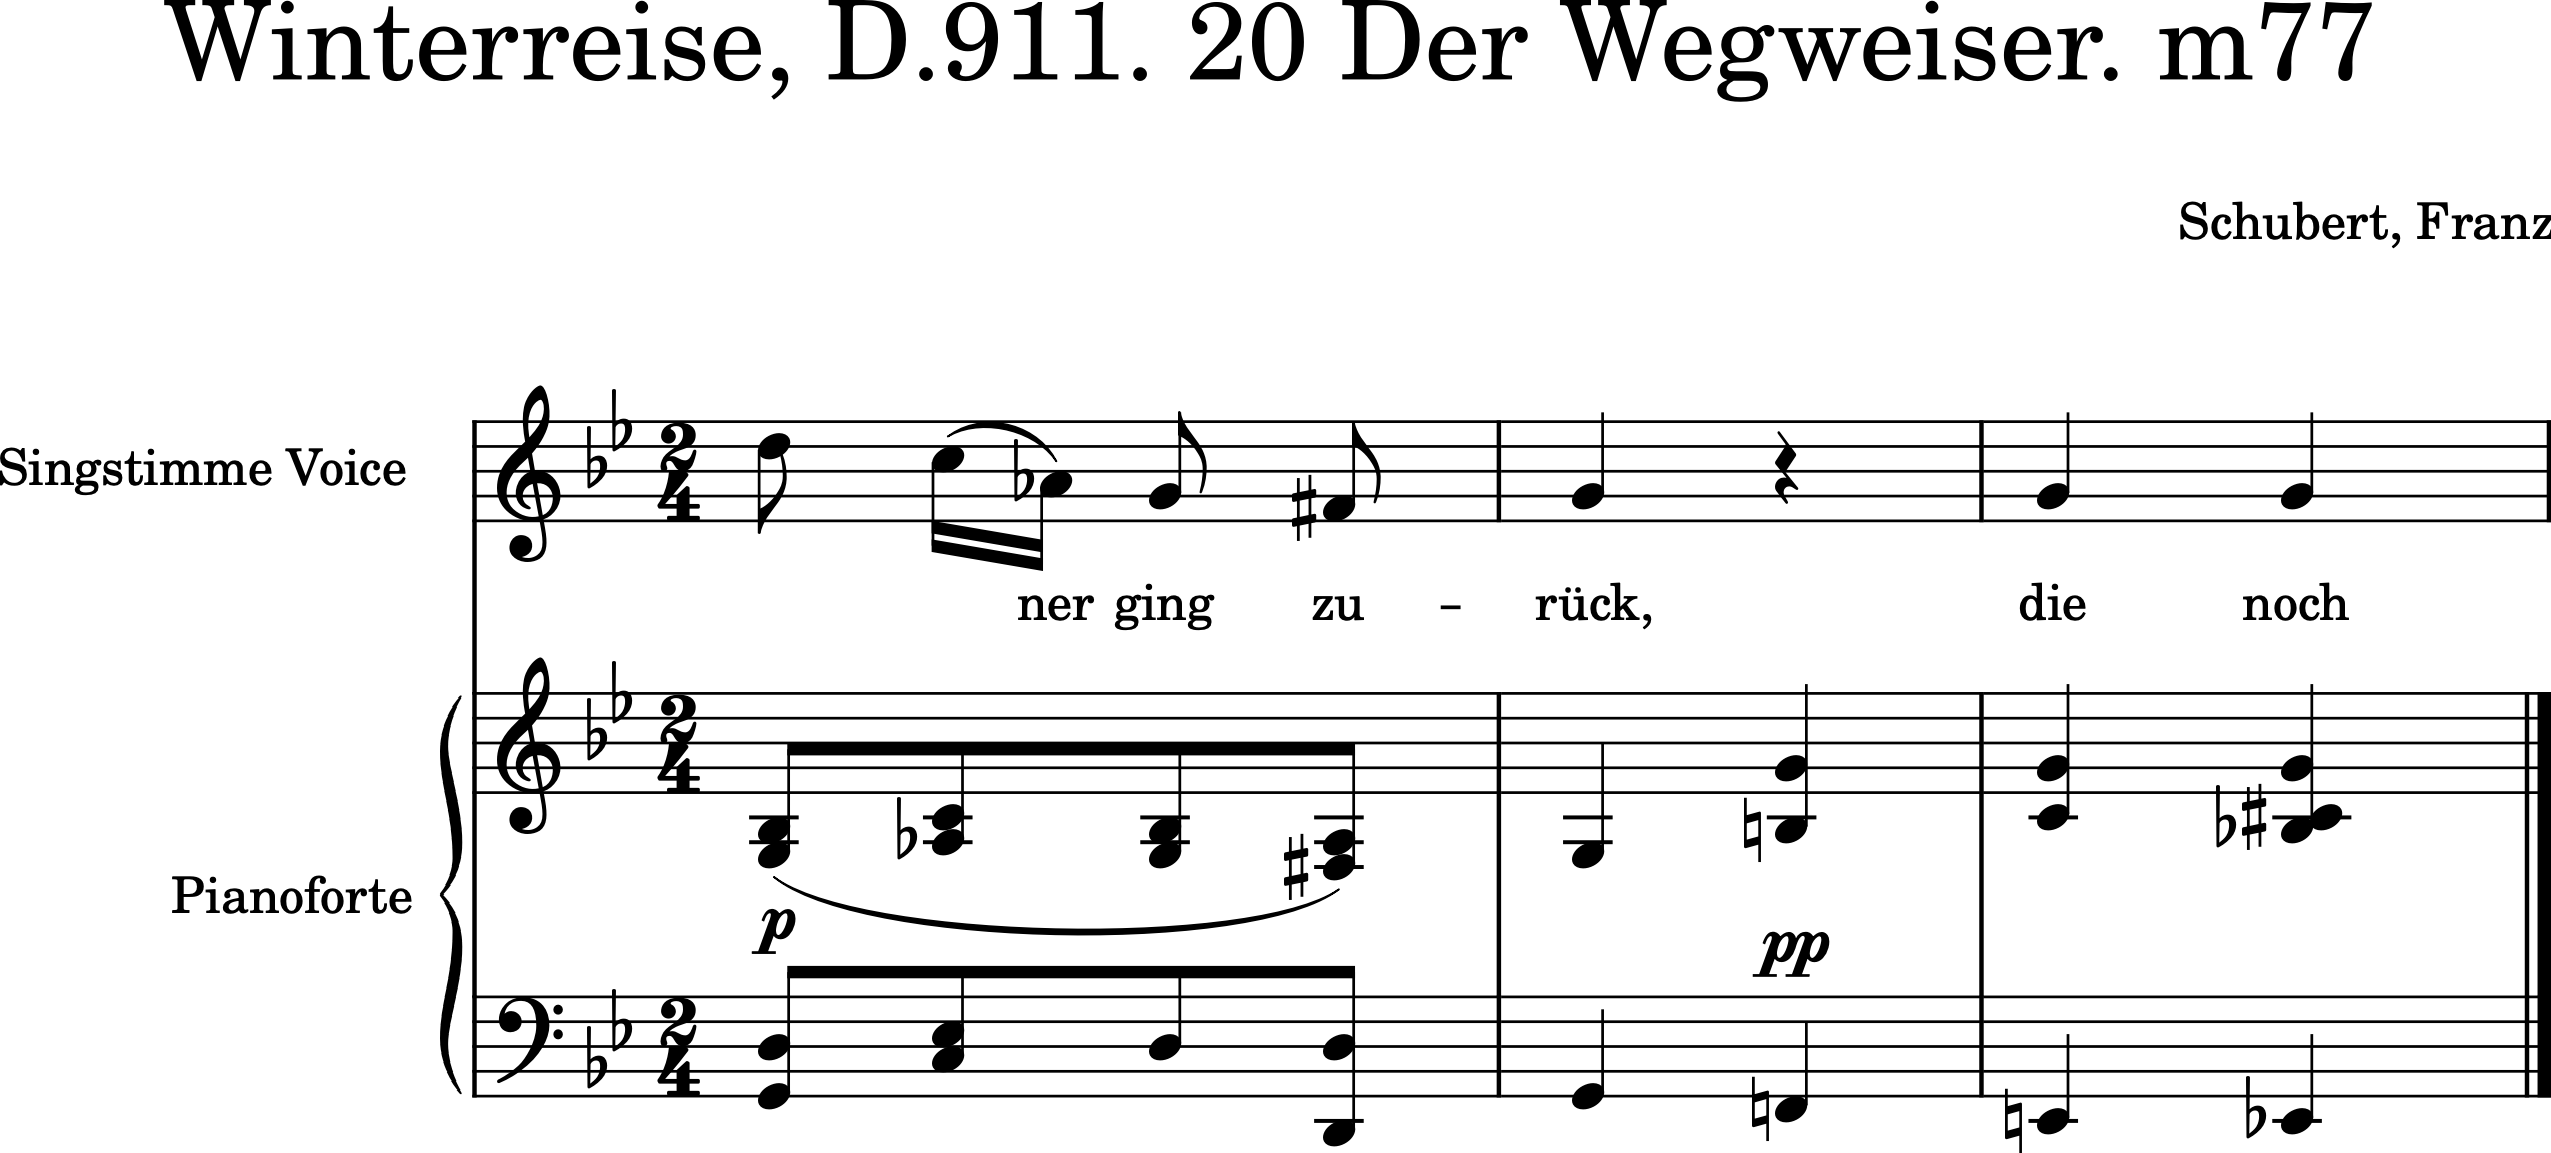 Winterreise, D.911. 20 Der Wegweiser. m77
Schubert, Franz
Singstimme Voice
ner ging zu - rück, die noch
Pianoforte
p
pp